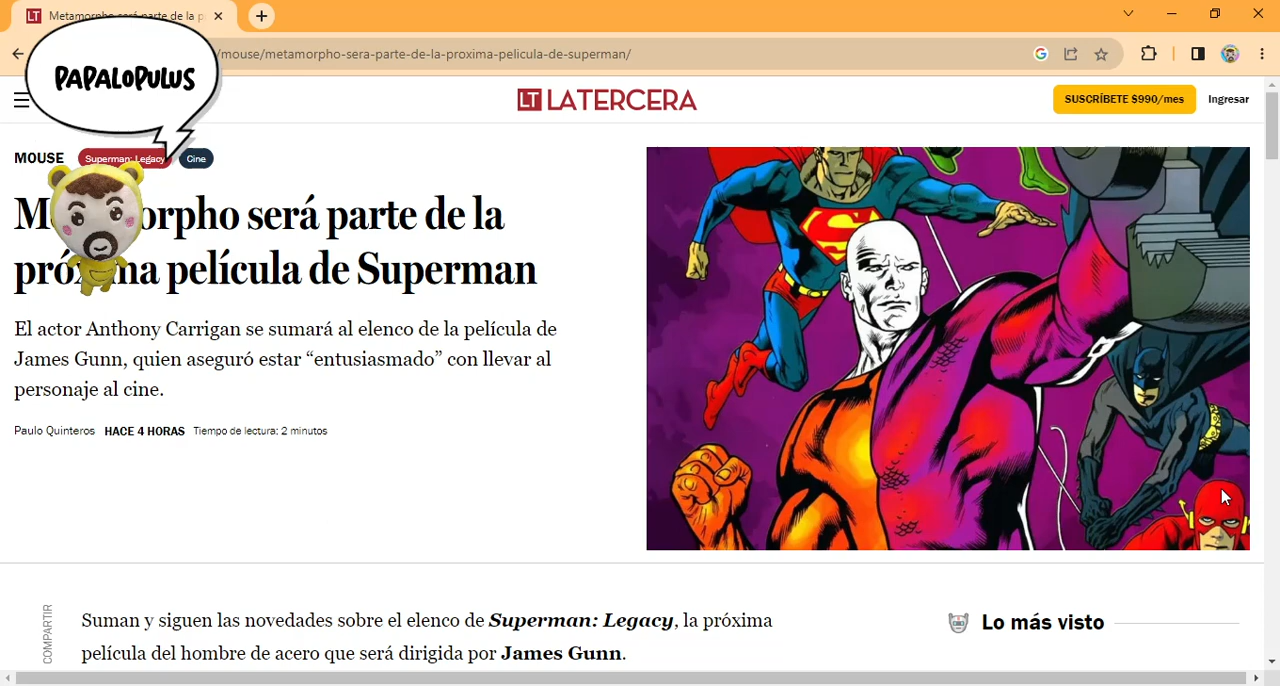 Metamorpho será parte de la p
/mouse/metamorpho-sera-parte-de-la-proxima-pelicula-de-superman/
PAPALOPULUS
LT LATERCERA
SUSCRÍBETE $990/mes
Ingresar
MOUSE
Superman: Legacy
Cine
M orpho será parte de la
próx ma película de Superman
El actor Anthony Carrigan se sumará al elenco de la película de
James Gunn, quien aseguró estar “entusiasmado” con llevar al
personaje al cine.
Paulo Quinteros HACE 4 HORAS Tiempo de lectura: 2 minutos
COMPARTIR
Suman y siguen las novedades sobre el elenco de Superman: Legacy, la próxima
película del hombre de acero que será dirigida por James Gunn.
Lo más visto